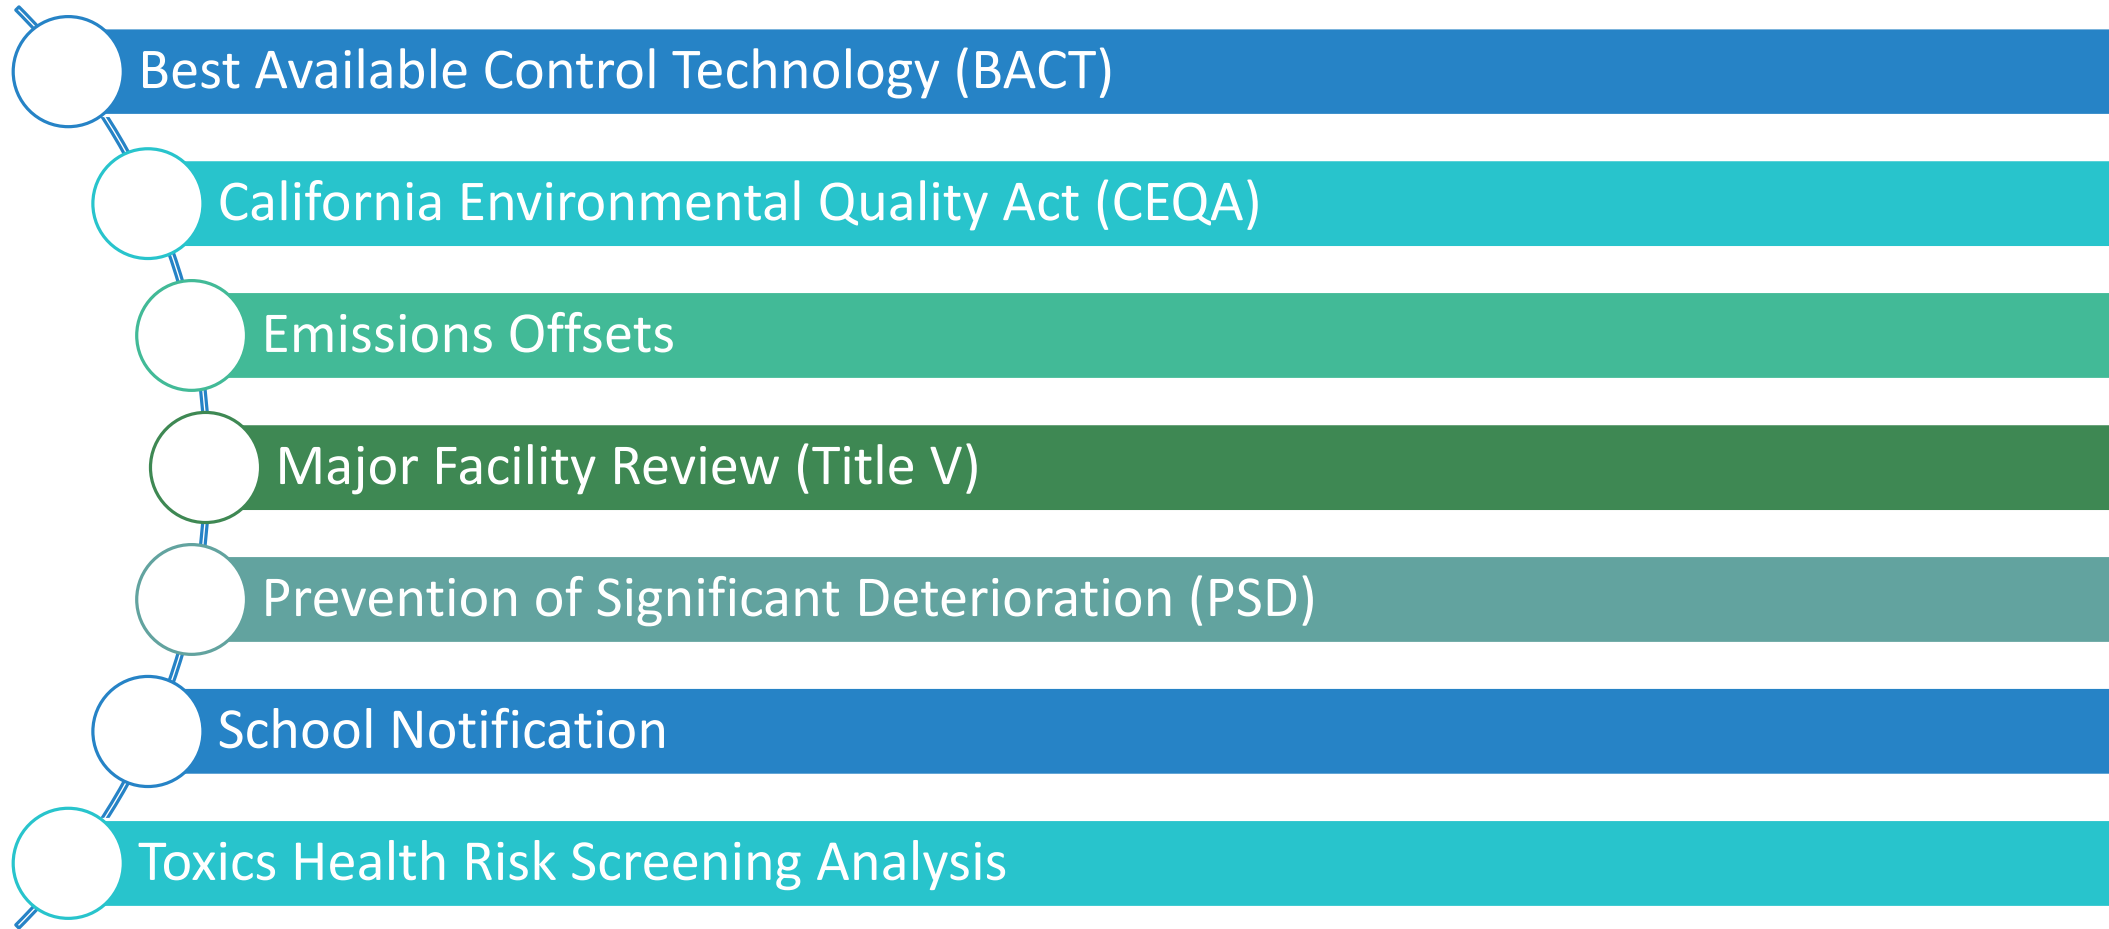 Best Available Control Technology (BACT)
California Environmental Quality Act (CEQA)
Emissions Offsets
Major Facility Review (Title V)
Prevention of Significant Deterioration (PSD)
School Notification
Toxics Health Risk Screening Analysis